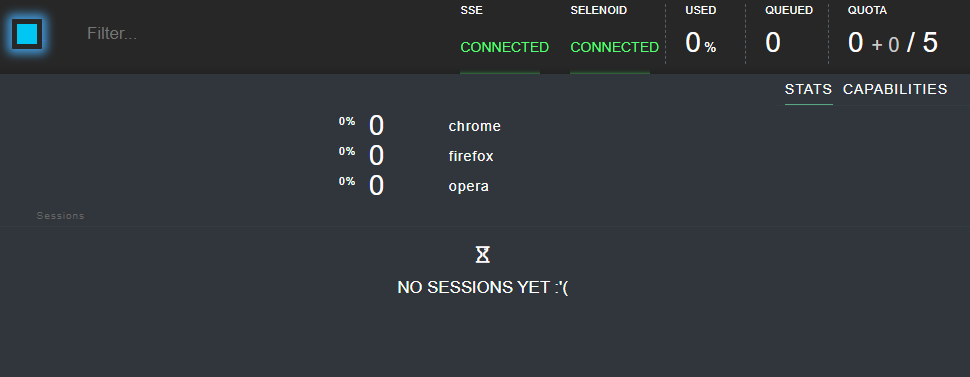 Filter...
SSE
CONNECTED
SELENOID
CONNECTED
USED
0 %
QUEUED
0
QUOTA
0 + 0 / 5
STATS CAPABILITIES
0% 0 chrome
0% 0 firefox
0% 0 opera
Sessions
NO SESSIONS YET :'(